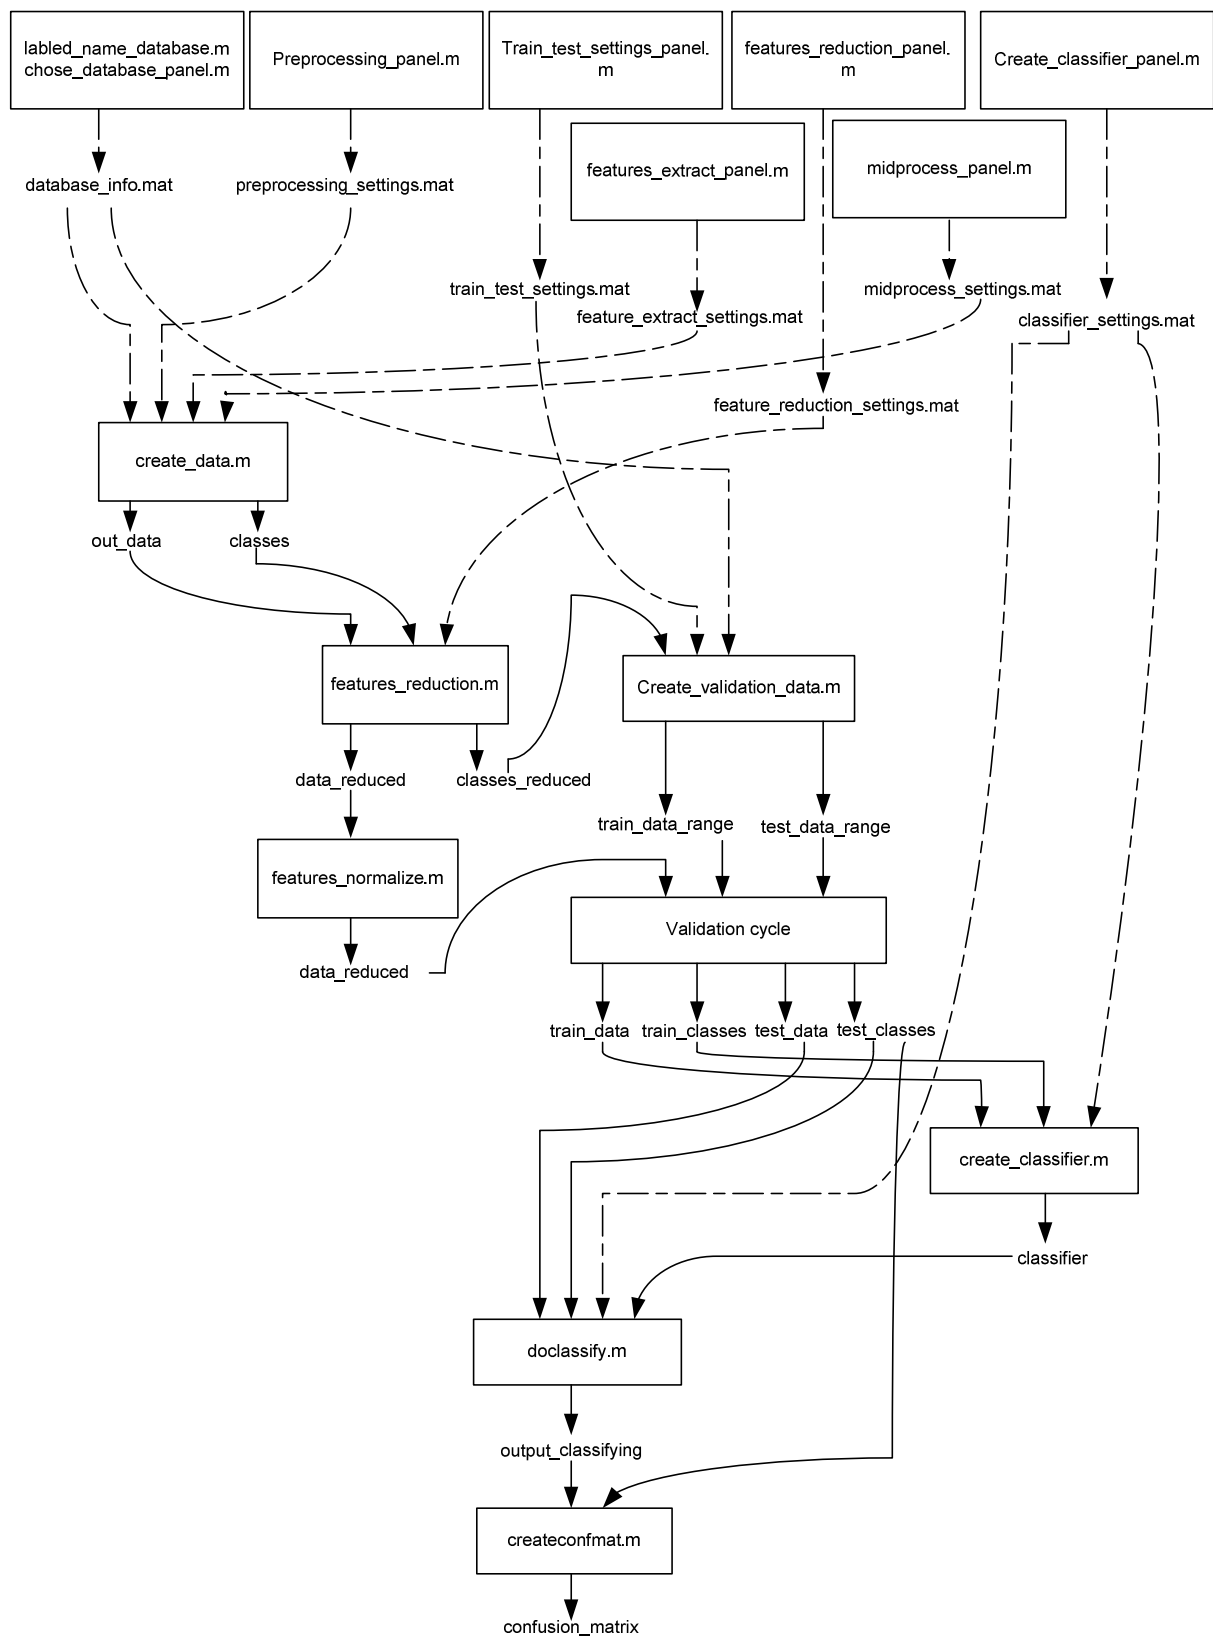 labled_name_database.m
chose_database_panel.m
Preprocessing_panel.m
Train_test_settings_panel.
m
features_reduction_panel.
m
Create_classifier_panel.m
features_extract_panel.m
midprocess_panel.m
database_info.mat
preprocessing_settings.mat
train_test_settings.mat
midprocess_settings.mat
feature_extract_settings.mat
classifier_settings.mat
feature_reduction_settings.mat
create_data.m
out_data
classes
features_reduction.m
Create_validation_data.m
data_reduced
classes_reduced
train_data_range
test_data_range
features_normalize.m
Validation cycle
data_reduced
train_data
train_classes
test_data
test_classes
create_classifier.m
classifier
doclassify.m
output_classifying
createconfmat.m
confusion_matrix